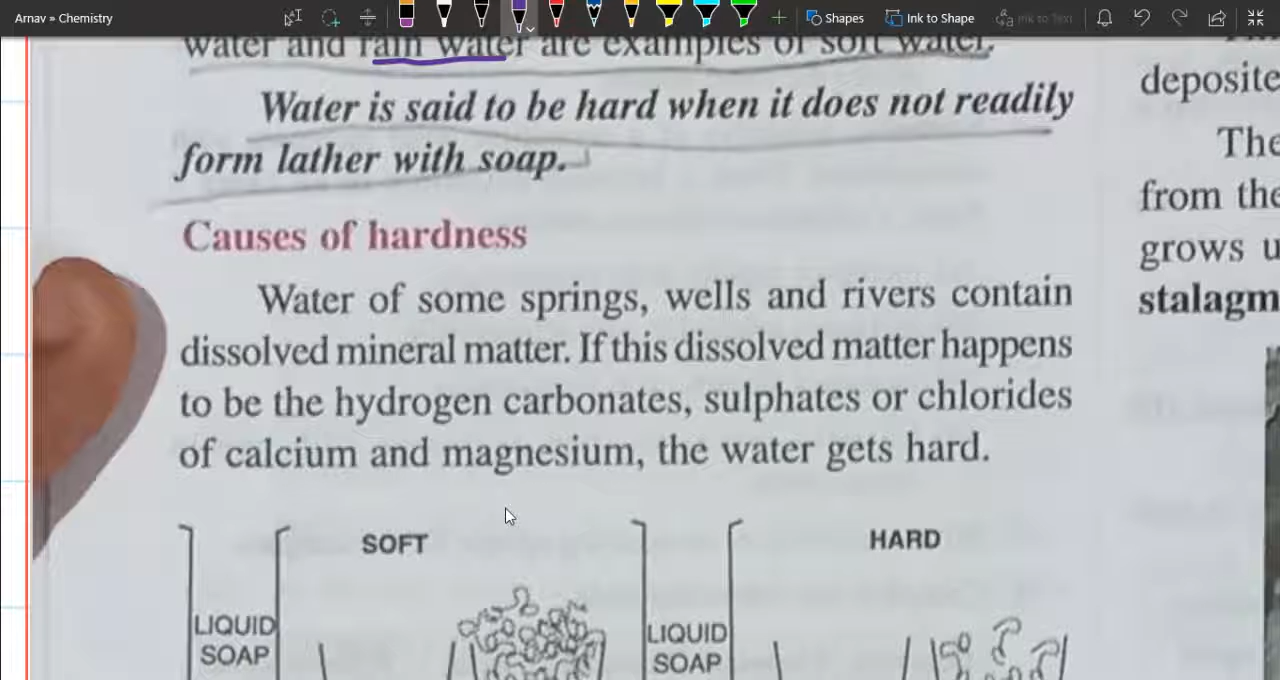 Arnav » Chemistry
Shapes
Ink to Shape
Ink to Text
water and rain water are examples of soft water.
Water is said to be hard when it does not readily
form lather with soap.
Causes of hardness
Water of some springs, wells and rivers contain
dissolved mineral matter. If this dissolved matter happens
to be the hydrogen carbonates, sulphates or chlorides
of calcium and magnesium, the water gets hard.
SOFT
LIQUID
SOAP
HARD
LIQUID
SOAP
deposite
The
from the
grows u
stalagm